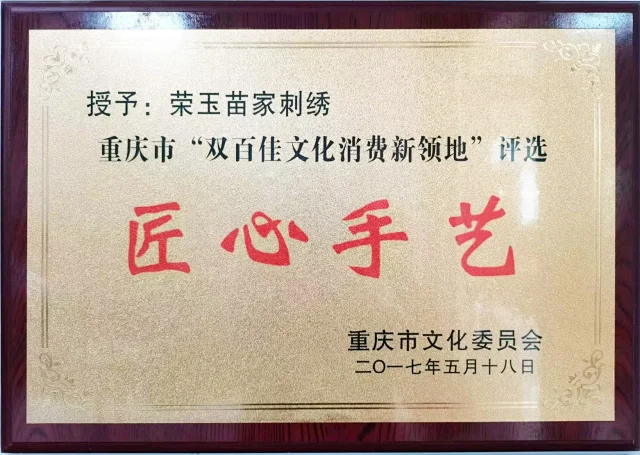 授予：荣玉苗家刺绣
重庆市“双百佳文化消费新领地”评选
匠心手艺
重庆市文化委员会
二〇一七年五月十八日